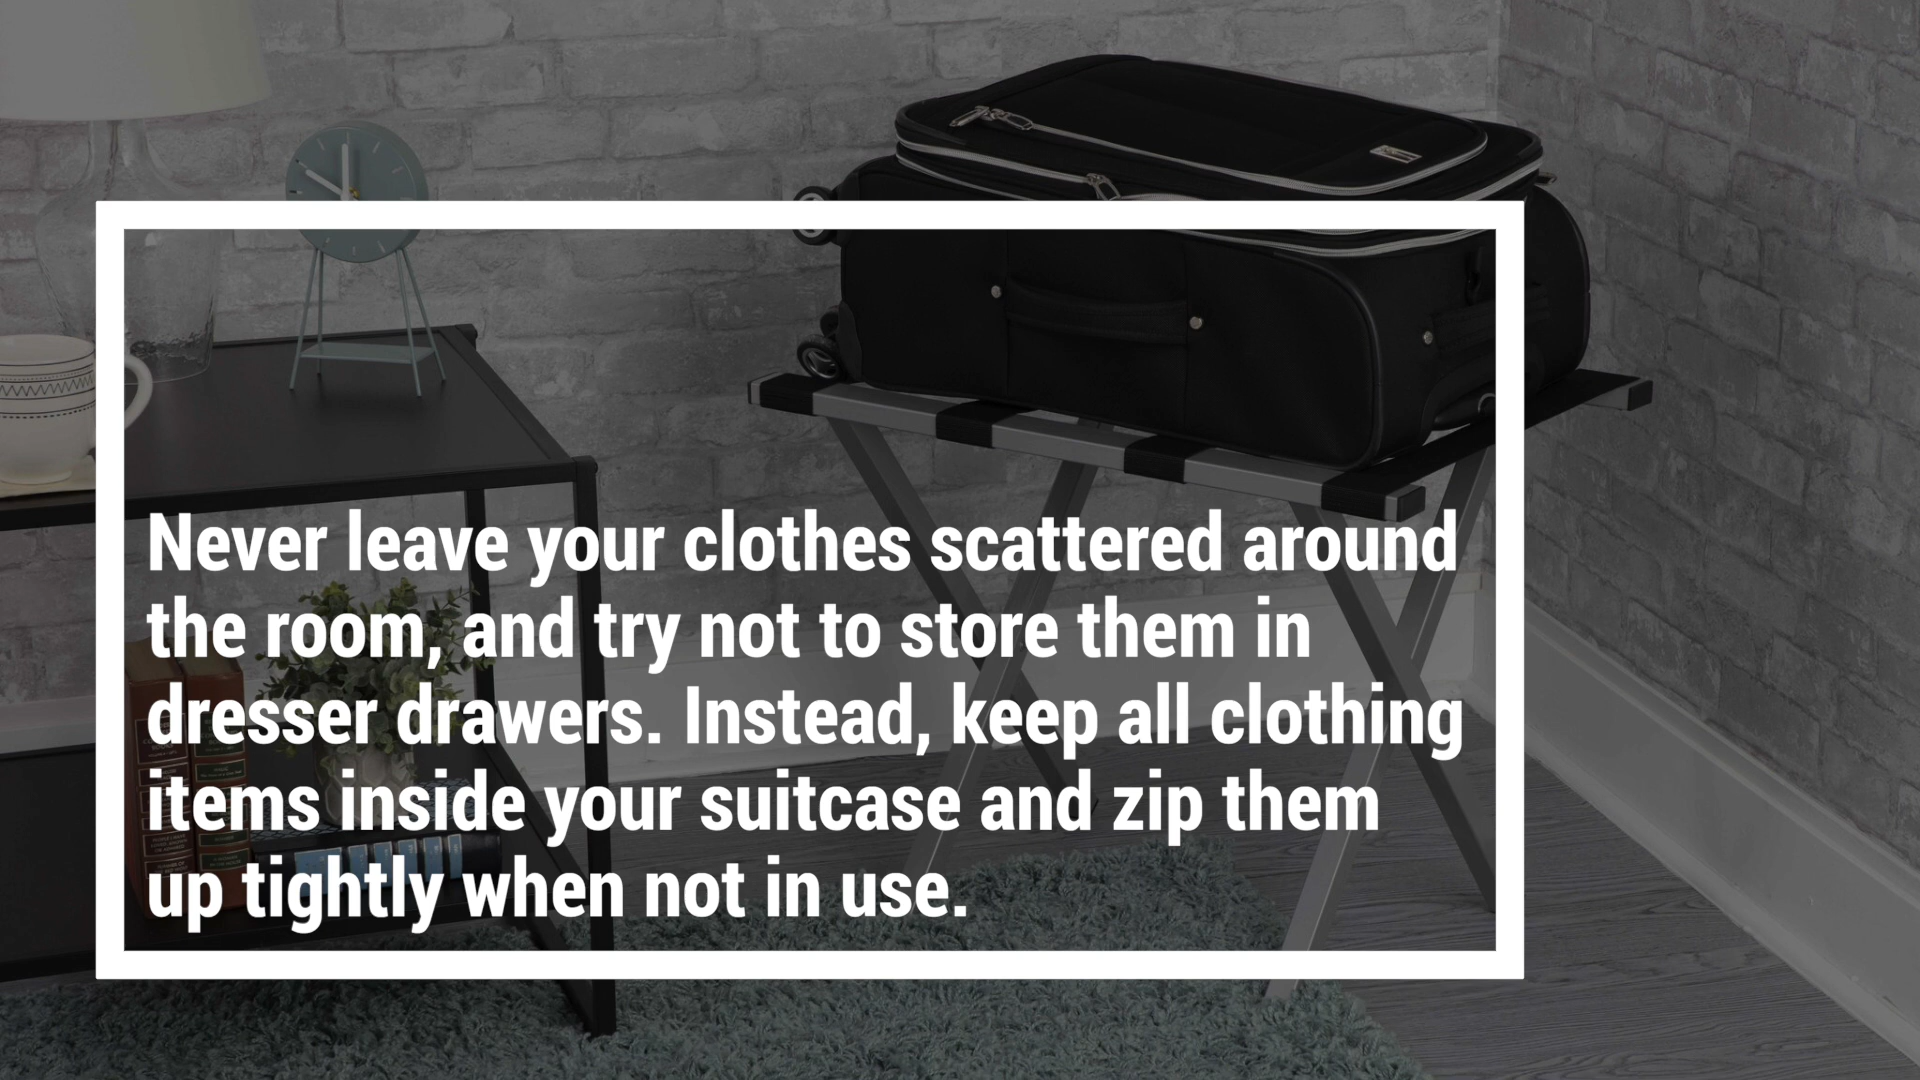 Never leave your clothes scattered around
the room, and try not to store them in
dresser drawers. Instead, keep all clothing
items inside your suitcase and zip them
up tightly when not in use.